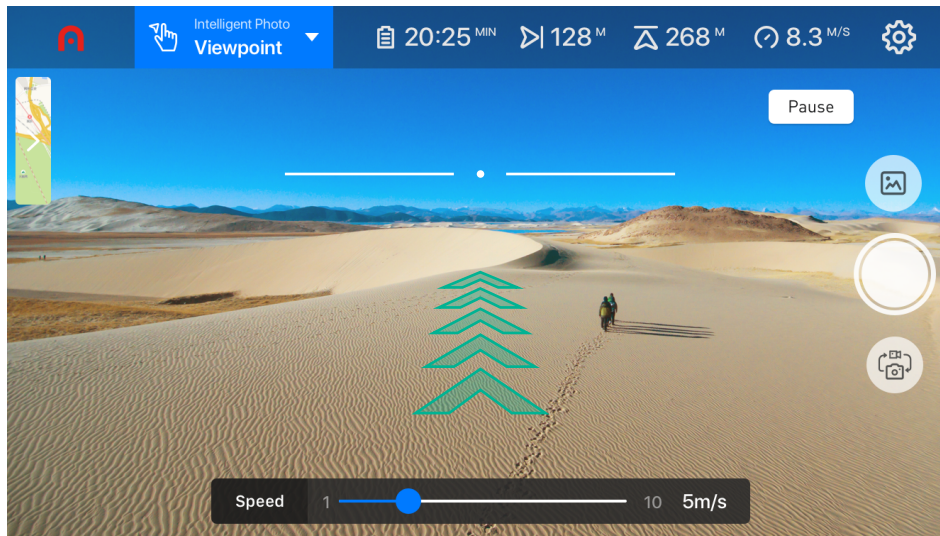 Intelligent Photo
Viewpoint
20:25 MIN
128 M
268 M
8.3 M/S
Pause
Speed
1
10
5m/s